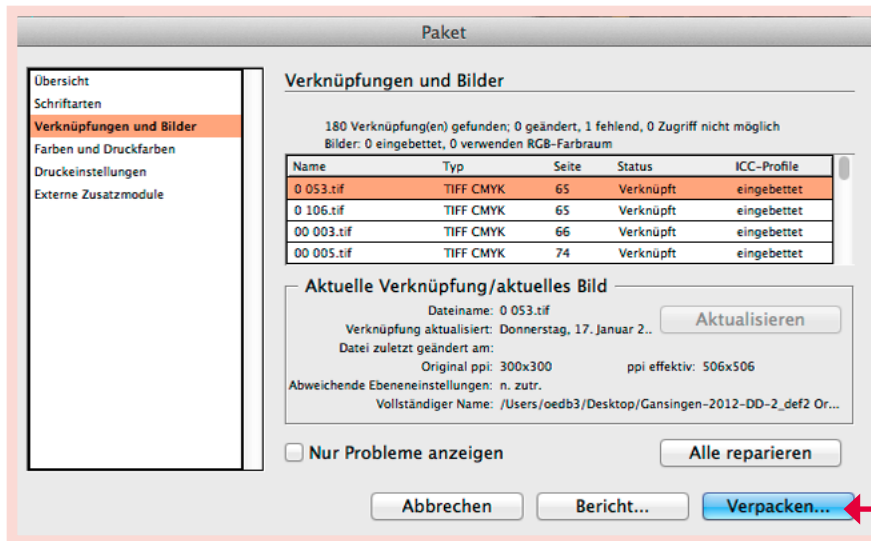 Paket
Übersicht
Schriftarten
Verknüpfungen und Bilder
Farben und Druckfarben
Druckeinstellungen
Externe Zusatzmodule
Verknüpfungen und Bilder
180 Verknüpfung(en) gefunden; 0 geändert, 1 fehlend, 0 Zugriff nicht möglich
Bilder: 0 eingebettet, 0 verwenden RGB-Farbraum
Name Typ Seite Status ICC-Profile
0 053.tif TIFF CMYK 65 Verknüpft eingebettet
0 106.tif TIFF CMYK 65 Verknüpft eingebettet
00 003.tif TIFF CMYK 66 Verknüpft eingebettet
00 005.tif TIFF CMYK 74 Verknüpft eingebettet
Aktuelle Verknüpfung/aktuelles Bild
Dateiname: 0 053.tif
Verknüpfung aktualisiert: Donnerstag, 17. Januar 2..
Aktualisieren
Datei zuletzt geändert am:
Original ppi: 300x300 ppi effektiv: 506x506
Abweichende Ebeneneinstellungen: n. zutr.
Vollständiger Name: /Users/oedb3/Desktop/Gansingen-2012-DD-2_def2 Or...
Nur Probleme anzeigen
Alle reparieren
Abbrechen
Bericht...
Verpacken...